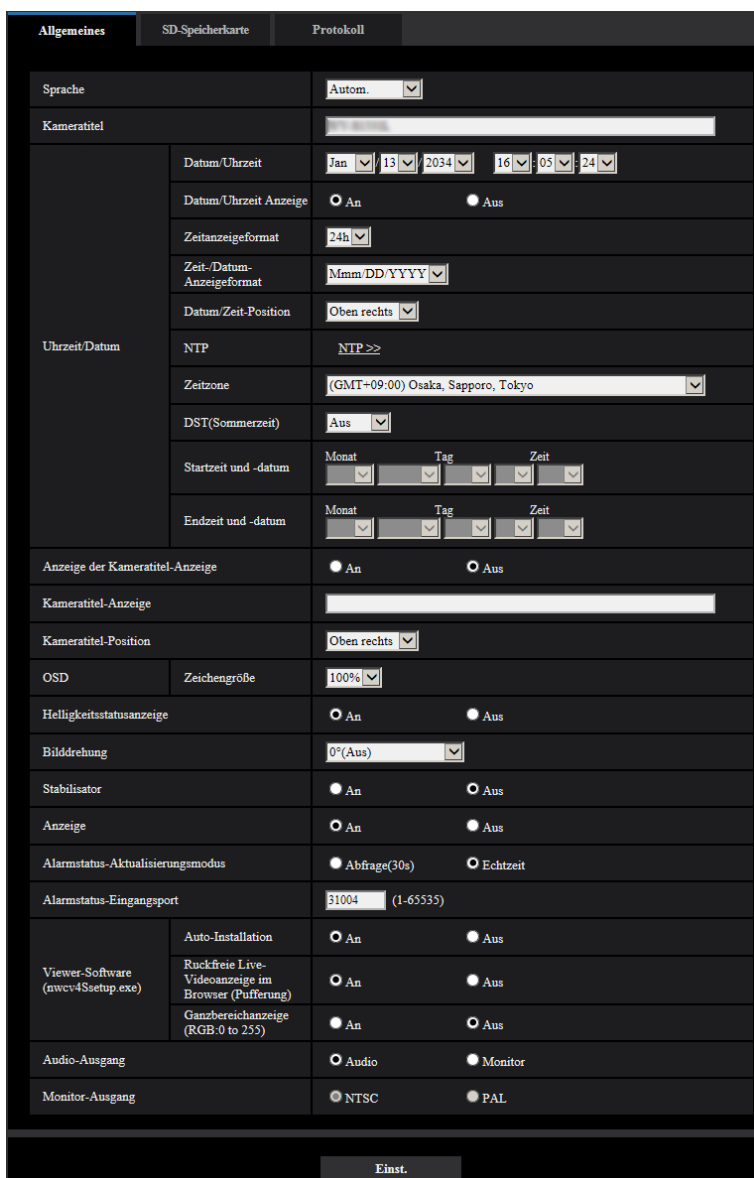 Allgemeines SD-Speicherkarte Protokoll
Sprache Autom.
Kameratitel
Uhrzeit/Datum
Datum/Uhrzeit Jan / 13 / 2034 16 : 05 : 24
Datum/Uhrzeit Anzeige An Aus
Zeitanzeigeformat 24h
Zeit-/Datum-
Anzeigeformat Mmm/DD/YYYY
Datum/Zeit-Position Oben rechts
NTP NTP >>
Zeitzone (GMT+09:00) Osaka, Sapporo, Tokyo
DST(Sommerzeit) Aus
Startzeit und -datum Monat Tag Zeit
Endzeit und -datum Monat Tag Zeit
Anzeige der Kameratitel-Anzeige An Aus
Kameratitel-Anzeige
Kameratitel-Position Oben rechts
OSD Zeichengröße 100%
Helligkeitsstatusanzeige An Aus
Bilddrehung 0°(Aus)
Stabilisator An Aus
Anzeige An Aus
Alarmstatus-Aktualisierungsmodus Abfrage(30s) Echtzeit
Alarmstatus-Eingangsport 31004 (1-65535)
Viewer-Software
(nwcv4Ssetup.exe)
Auto-Installation An Aus
Ruckfreie Live-
Videoanzeige im
Browser (Pufferung) An Aus
Ganzbereichanzeige
(RGB:0 to 255) An Aus
Audio-Ausgang Audio Monitor
Monitor-Ausgang NTSC PAL
Einst.